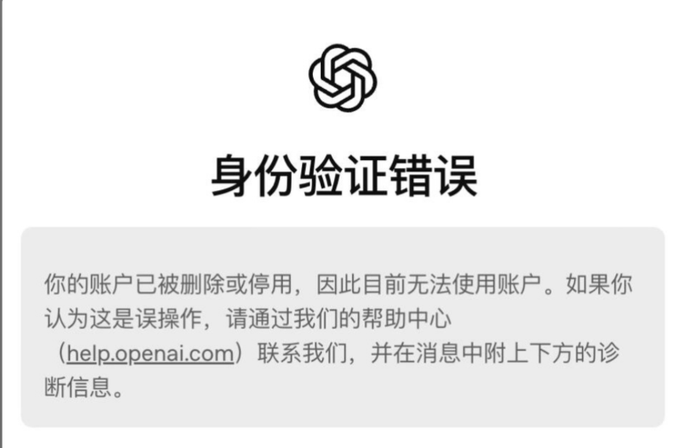 身份验证错误
你的账户已被删除或停用，因此目前无法使用账户。如果你
认为这是误操作，请通过我们的帮助中心
（help.openai.com）联系我们，并在消息中附上下方的诊
断信息。